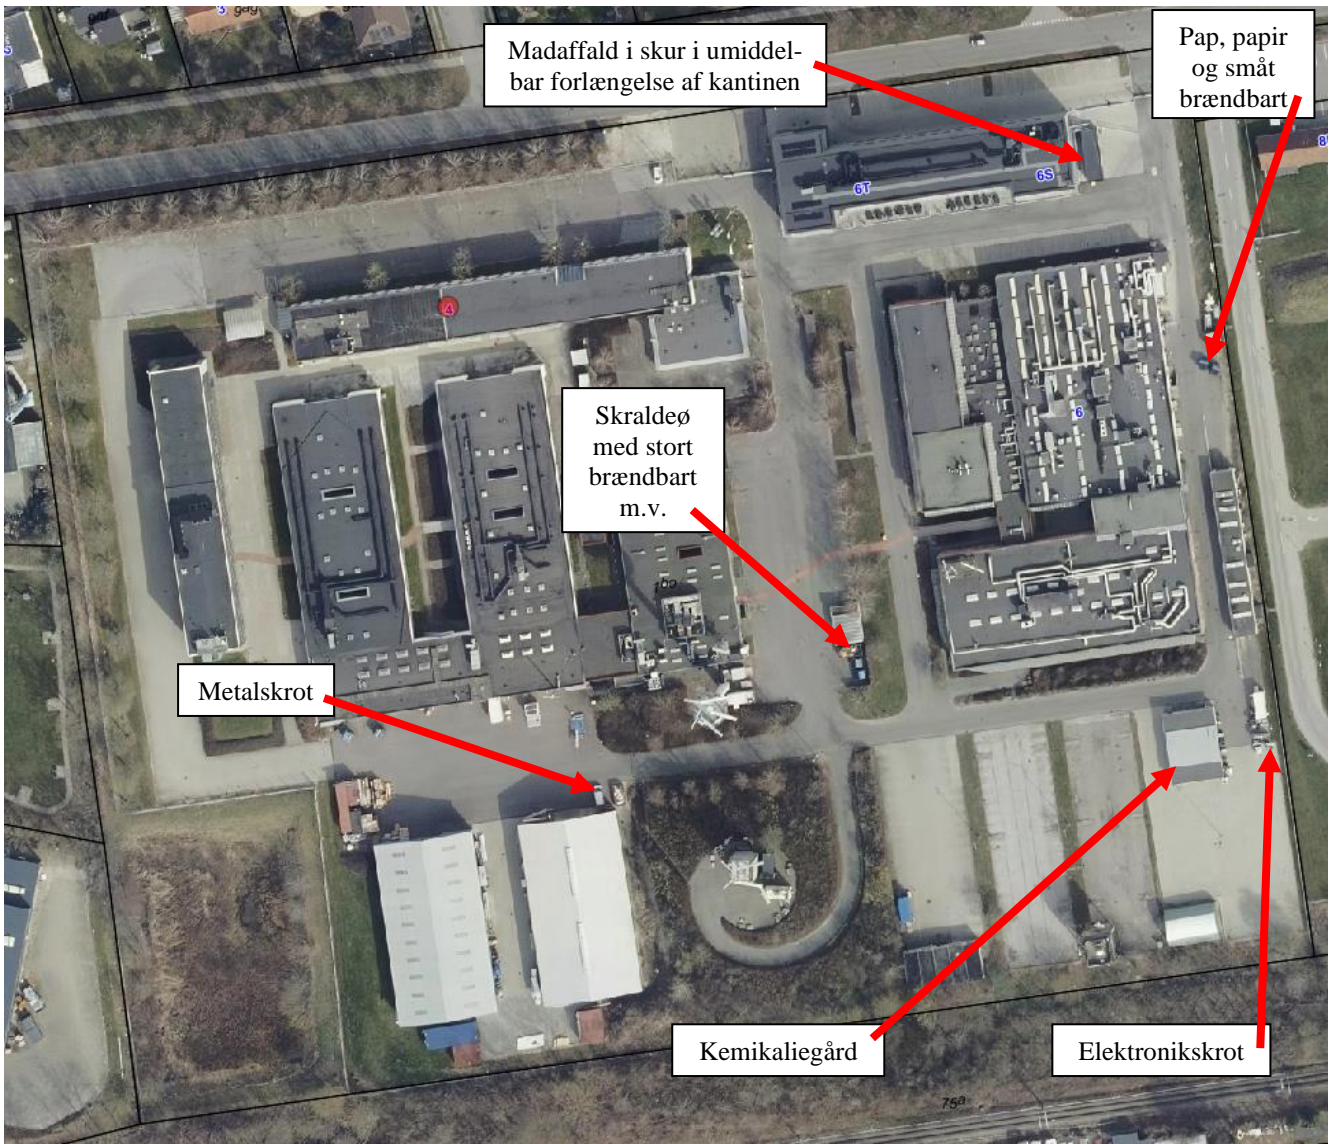 Madaffald i skur i umiddel-
bar forlængelse af kantinen
Pap, papir
og småt
brændbart
6T
6S
4
6
Skraldeø
med stort
brændbart
m.v.
Metalskrot
Kemikaliegård
Elektronikskrot
75a